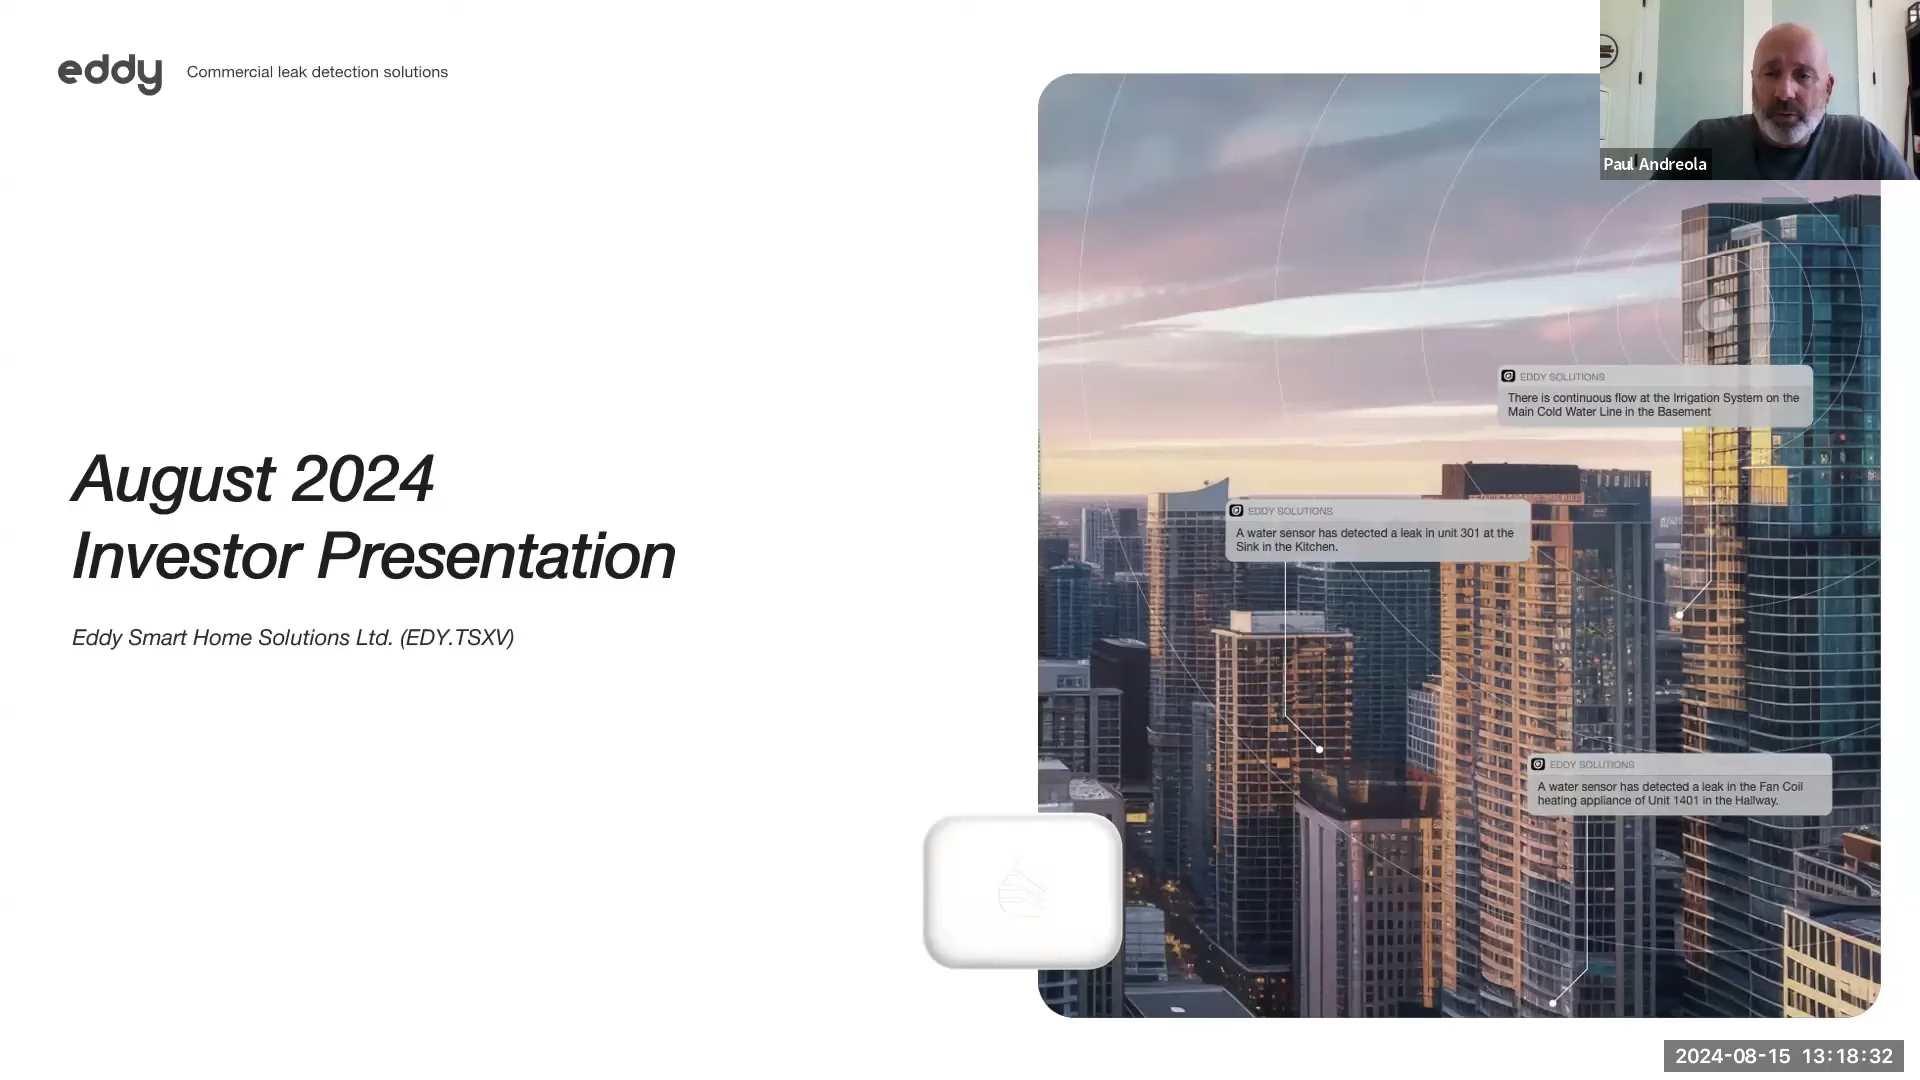 eddy
Commercial leak detection solutions
Paul Andreola
EDDY SOLUTIONS
There is continuous flow at the Irrigation System on the
Main Cold Water Line in the Basement
August 2024
Investor Presentation
Eddy Smart Home Solutions Ltd. (EDY.TSXV)
EDDY SOLUTIONS
A water sensor has detected a leak in unit 301 at the
Sink in the Kitchen.
EDDY SOLUTIONS
A water sensor has detected a leak in the Fan Coil
heating appliance of Unit 1401 in the Hallway.
2024-08-15 13:18:32